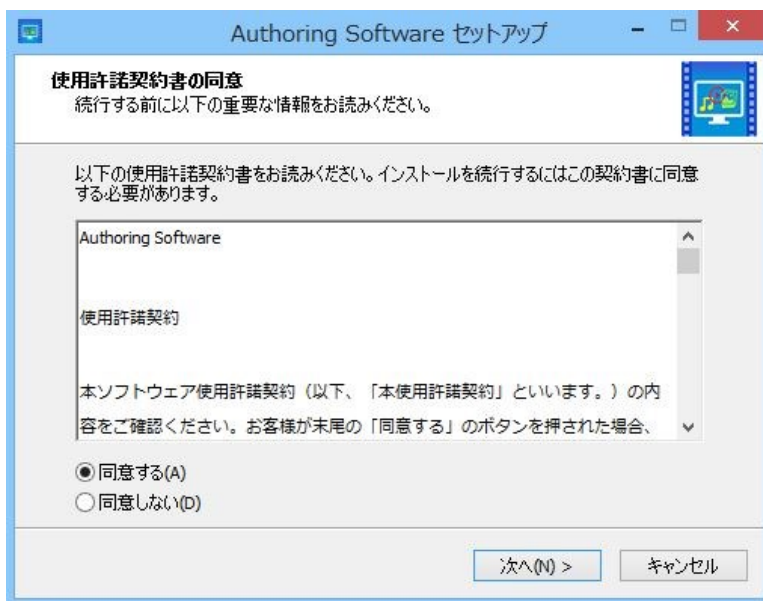 Authoring Software セットアップ
使用許諾契約書の同意
続行する前に以下の重要な情報をお読みください。
以下の使用許諾契約書をお読みください。インストールを続行するにはこの契約書に同意
する必要があります。
Authoring Software
使用許諾契約
本ソフトウェア使用許諾契約（以下、「本使用許諾契約」といいます。）の内
容をご確認ください。お客様が末尾の「同意する」のボタンを押された場合、
同意する(A)
同意しない(D)
次へ(N) >
キャンセル